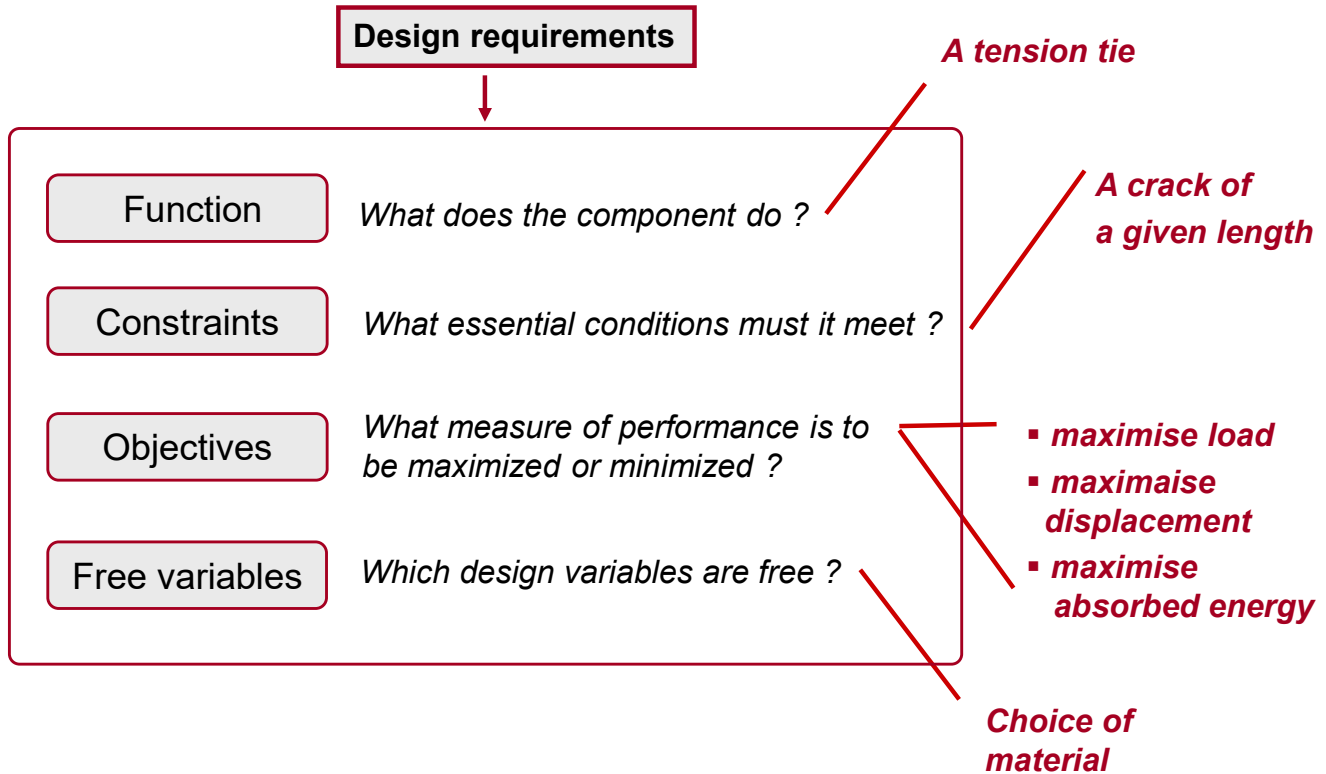 Design requirements
A tension tie
Function
What does the component do ?
A crack of
a given length
Constraints
What essential conditions must it meet ?
Objectives
What measure of performance is to
be maximized or minimized ?
▪ maximise load
▪ maximaise
displacement
▪ maximise
absorbed energy
Free variables
Which design variables are free ?
Choice of
material